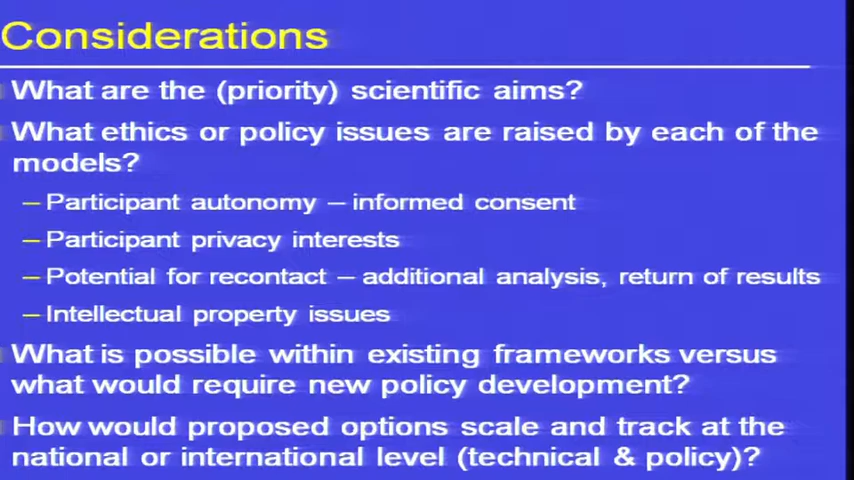 Considerations
What are the (priority) scientific aims?
What ethics or policy issues are raised by each of the
models?
– Participant autonomy – informed consent
– Participant privacy interests
– Potential for recontact – additional analysis, return of results
– Intellectual property issues
What is possible within existing frameworks versus
what would require new policy development?
How would proposed options scale and track at the
national or international level (technical & policy)?